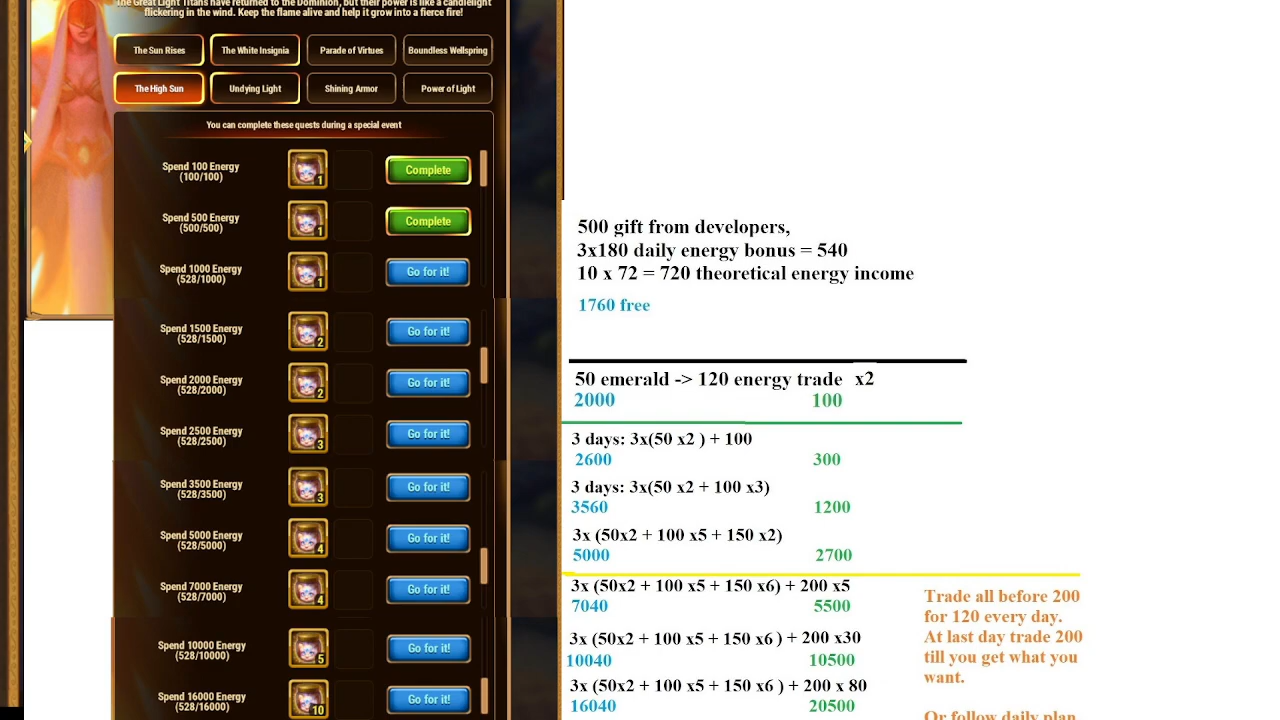 The Great Light Titans have returned to the Dominion, but their power is like a candlelight
flickering in the wind. Keep the flame alive and help it grow into a fierce fire!
The Sun Rises
The White Insignia
Parade of Virtues
Boundless Wellspring
The High Sun
Undying Light
Shining Armor
Power of Light
You can complete these quests during a special event
Spend 100 Energy
(100/100)
1
Complete
Spend 500 Energy
(500/500)
1
Complete
Spend 1000 Energy
(528/1000)
1
Go for it!
Spend 1500 Energy
(528/1500)
2
Go for it!
Spend 2000 Energy
(528/2000)
2
Go for it!
Spend 2500 Energy
(528/2500)
3
Go for it!
Spend 3500 Energy
(528/3500)
3
Go for it!
Spend 5000 Energy
(528/5000)
4
Go for it!
Spend 7000 Energy
(528/7000)
4
Go for it!
Spend 10000 Energy
(528/10000)
5
Go for it!
Spend 16000 Energy
(528/16000)
10
Go for it!
500 gift from developers,
3x180 daily energy bonus = 540
10 x 72 = 720 theoretical energy income
1760 free
50 emerald -> 120 energy trade x2
2000 100
3 days: 3x(50 x2 ) + 100
2600 300
3 days: 3x(50 x2 + 100 x3)
3560 1200
3x (50x2 + 100 x5 + 150 x2)
5000 2700
3x (50x2 + 100 x5 + 150 x6) + 200 x5
7040 5500
3x (50x2 + 100 x5 + 150 x6 ) + 200 x30
10040 10500
3x (50x2 + 100 x5 + 150 x6 ) + 200 x 80
16040 20500
Trade all before 200
for 120 every day.
At last day trade 200
till you get what you
want.
Or follow daily plan